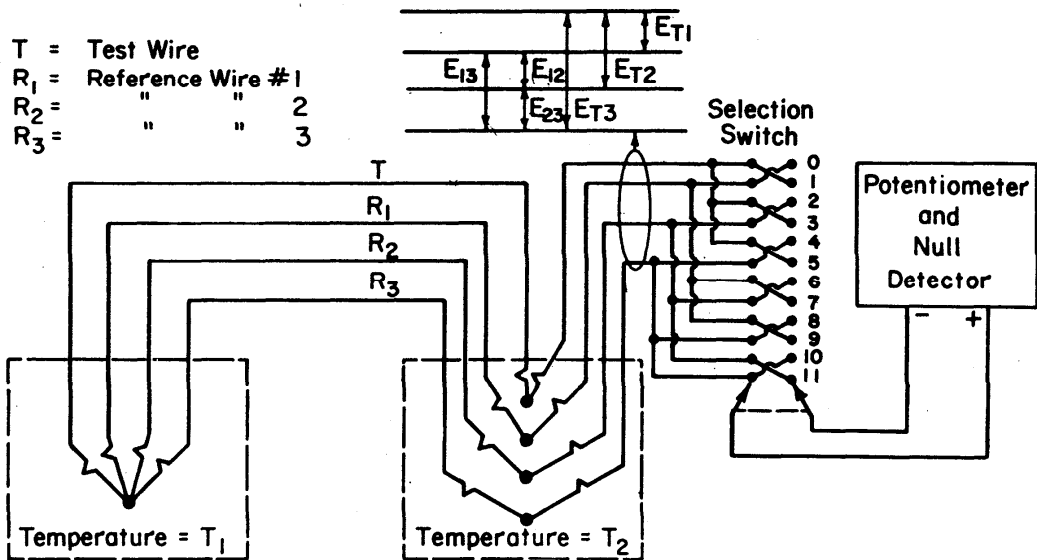 T = Test Wire
R1 = Reference Wire #1
R2 = " " 2
R3 = " " 3
ET1
E13 E12 ET2
E23 ET3
Selection
Switch
T
R1
R2
R3
0
1
2
3
4
5
6
7
8
9
10
11
Potentiometer
and
Null
Detector
- +
Temperature = T1
Temperature = T2